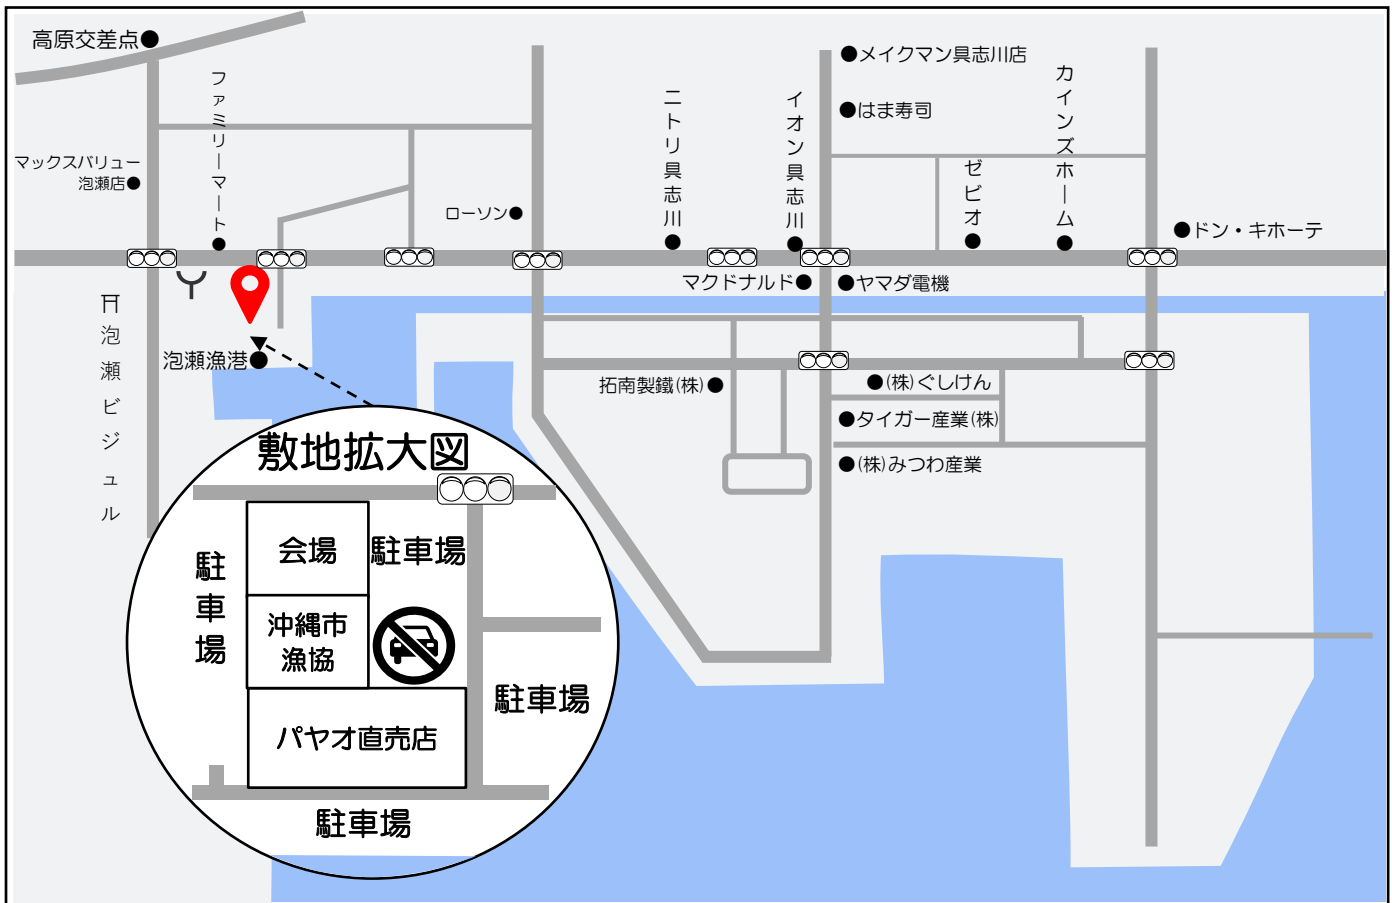 高原交差点
ファミリーマート
マックスバリュー
泡瀬店
ローソン
ニトリ具志川
イオン具志川
メイクマン具志川店
はま寿司
ゼビオ
カインズホーム
ドン・キホーテ
マクドナルド
ヤマダ電機
泡瀬ビジュル
泡瀬漁港
拓南製鐵(株)
(株)ぐしけん
タイガー産業(株)
(株)みつわ産業
敷地拡大図
会場
駐車場
駐車場
沖縄市
漁協
駐車場
パヤオ直売店
駐車場